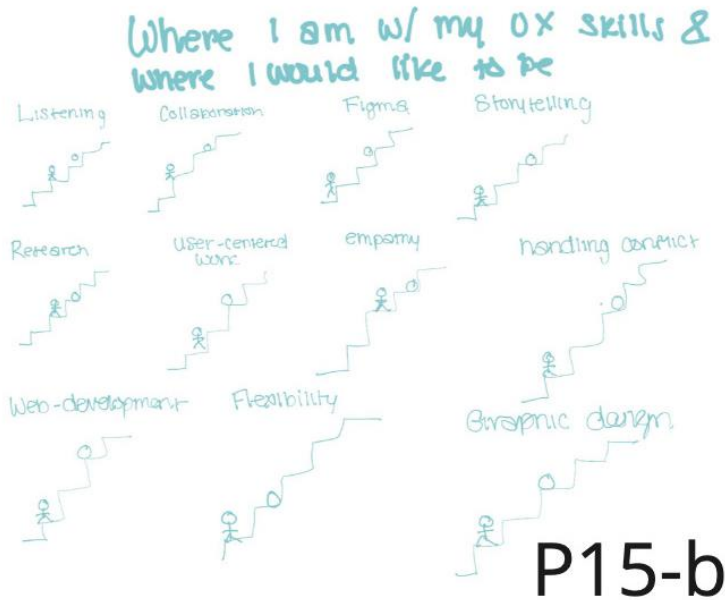 Where I am w/ my UX skills &
where I would like to be
Listening
Collaboration
Figma
Storytelling
Research
User-centered
work
empathy
handling conflict
Web-development
Flexibility
Graphic design
P15-b